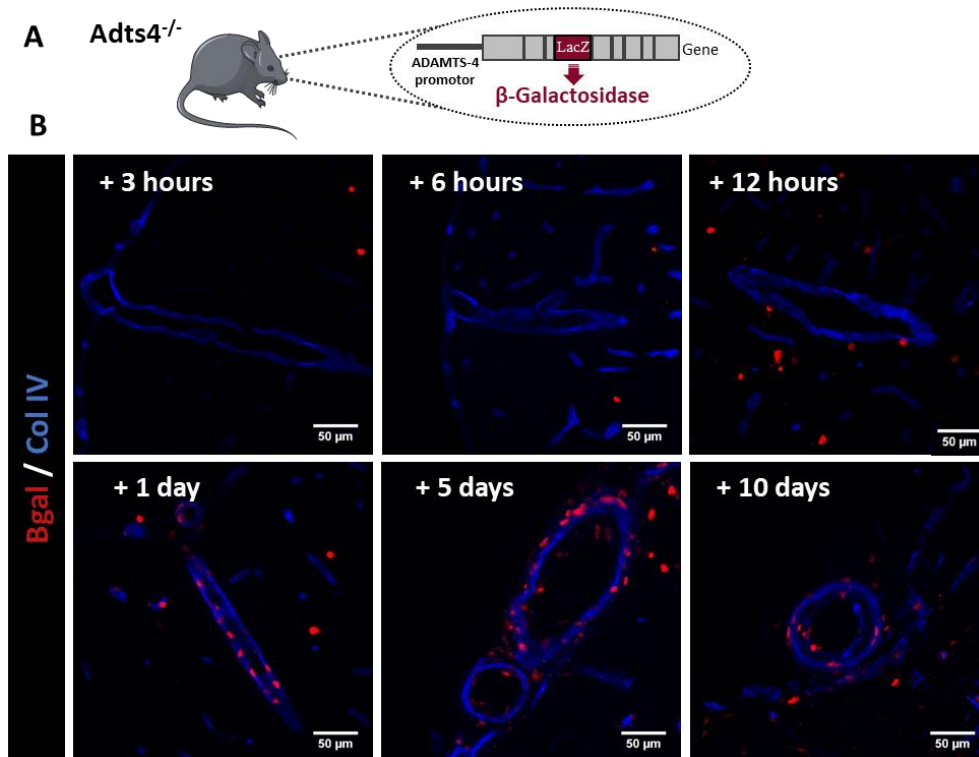 A
Adts4-/-
ADAMTS-4
promotor
LacZ
Gene
β-Galactosidase
B
Bgal / Col IV
+ 3 hours
50 µm
+ 6 hours
50 µm
+ 12 hours
50 µm
+ 1 day
50 µm
+ 5 days
50 µm
+ 10 days
50 µm